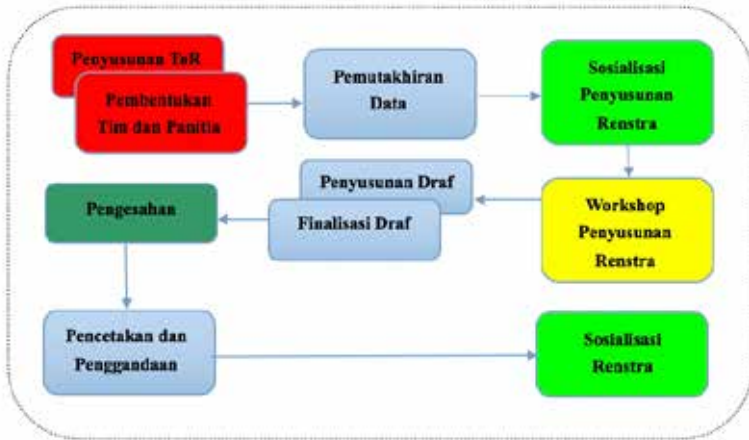 Penyusunan ToR
Pembentukan
Tim dan Panitia
Pemutakhiran
Data
Sosialisasi
Penyusunan
Renstra
Workshop
Penyusunan
Renstra
Penyusunan Draf
Finalisasi Draf
Pengesahan
Pencetakan dan
Penggandaan
Sosialisasi
Renstra